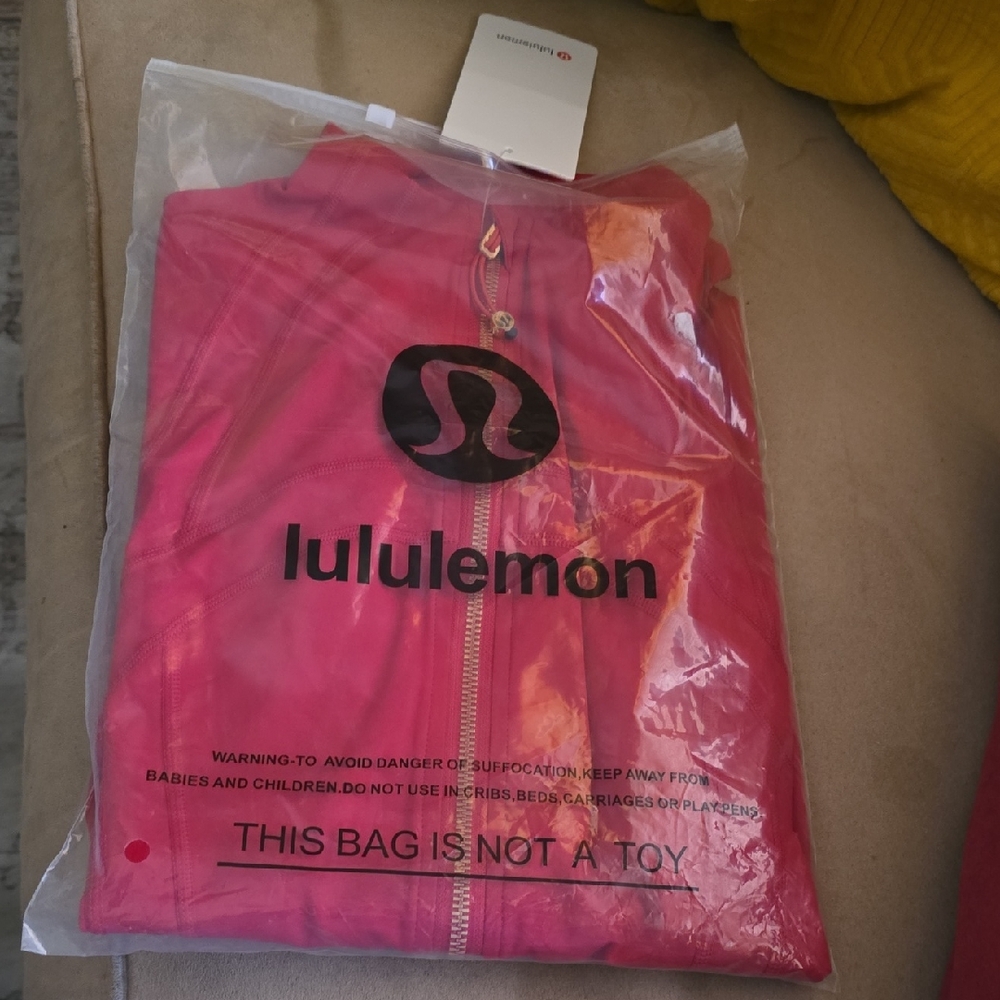 lululemon
lululemon
WARNING-TO AVOID DANGER OF SUFFOCATION,KEEP AWAY FROM
BABIES AND CHILDREN.DO NOT USE IN CRIBS,BEDS,CARRIAGES OR PLAY PENS.
THIS BAG IS NOT A TOY